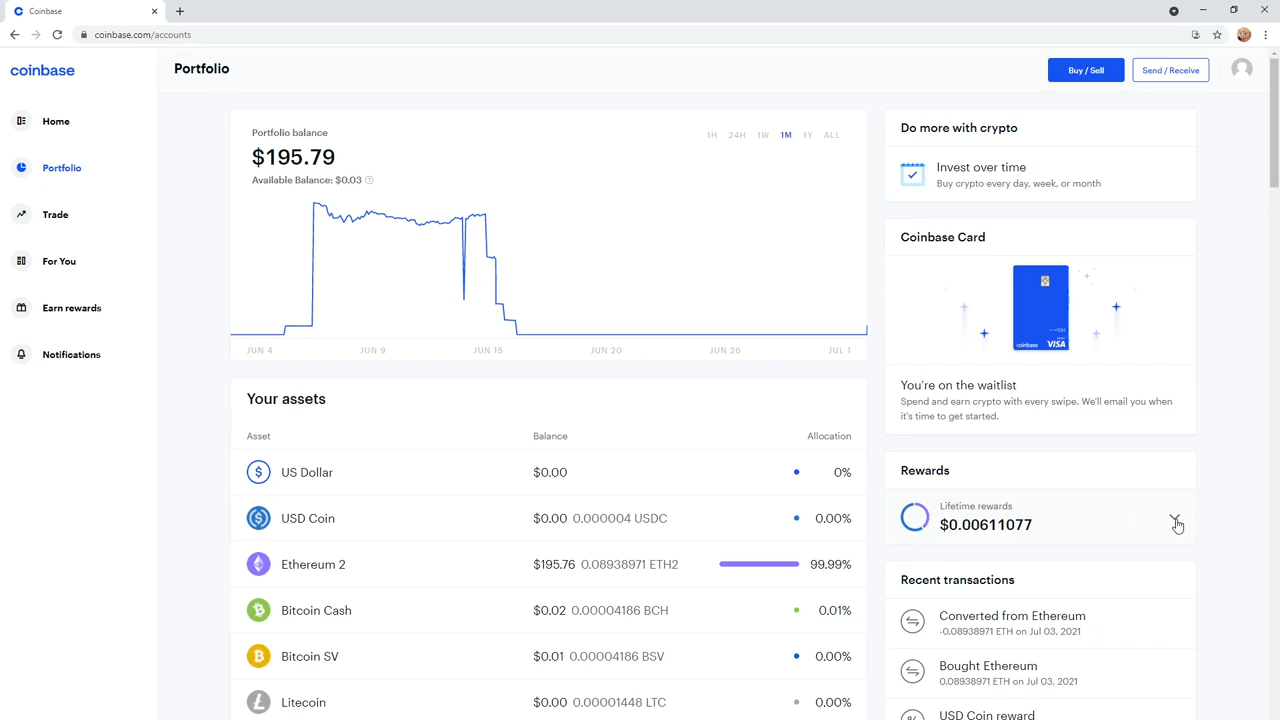 Coinbase
coinbase.com/accounts
coinbase
Home
Portfolio
Trade
For You
Earn rewards
Notifications
Portfolio
Buy / Sell
Send / Receive
Portfolio balance
$195.79
Available Balance: $0.03
1H 24H 1W 1M 1Y ALL
JUN 4 JUN 9 JUN 15 JUN 20 JUN 26 JUL 1
Your assets
Asset Balance Allocation
US Dollar $0.00 0%
USD Coin $0.00 0.000004 USDC 0.00%
Ethereum 2 $195.76 0.08938971 ETH2 99.99%
Bitcoin Cash $0.02 0.00004186 BCH 0.01%
Bitcoin SV $0.01 0.00004186 BSV 0.00%
Litecoin $0.00 0.00001448 LTC 0.00%
Do more with crypto
Invest over time
Buy crypto every day, week, or month
Coinbase Card
coinbase VISA
You're on the waitlist
Spend and earn crypto with every swipe. We'll email you when
it's time to get started.
Rewards
Lifetime rewards
$0.00611077
Recent transactions
Converted from Ethereum
-0.08938971 ETH on Jul 03, 2021
Bought Ethereum
0.08938971 ETH on Jul 03, 2021
USD Coin reward